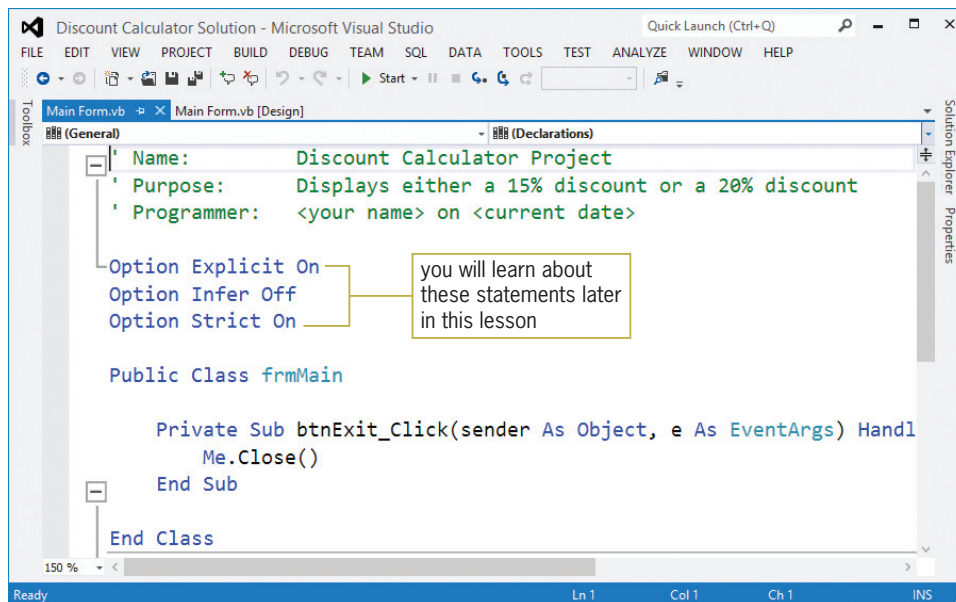 Discount Calculator Solution - Microsoft Visual Studio
Quick Launch (Ctrl+Q)
FILE EDIT VIEW PROJECT BUILD DEBUG TEAM SQL DATA TOOLS TEST ANALYZE WINDOW HELP
Start
Toolbox
Main Form.vb
Main Form.vb [Design]
Solution Explorer
Properties
(General)
(Declarations)
' Name: Discount Calculator Project
' Purpose: Displays either a 15% discount or a 20% discount
' Programmer: <your name> on <current date>
Option Explicit On
Option Infer Off
Option Strict On
you will learn about
these statements later
in this lesson
Public Class frmMain
Private Sub btnExit_Click(sender As Object, e As EventArgs) Handl
Me.Close()
End Sub
End Class
150 %
Ready
Ln 1
Col 1
Ch 1
INS